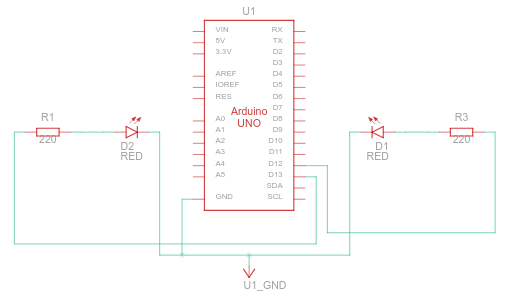 U1
VIN RX
5V TX
3.3V D2
D3
AREF D4
IOREF D5
RES D6
D7
Arduino
UNO
A0 D8
A1 D9
A2 D10
A3 D11
A4 D12
A5 D13
SDA
GND SCL
R1
220
D2
RED
R3
220
D1
RED
U1_GND